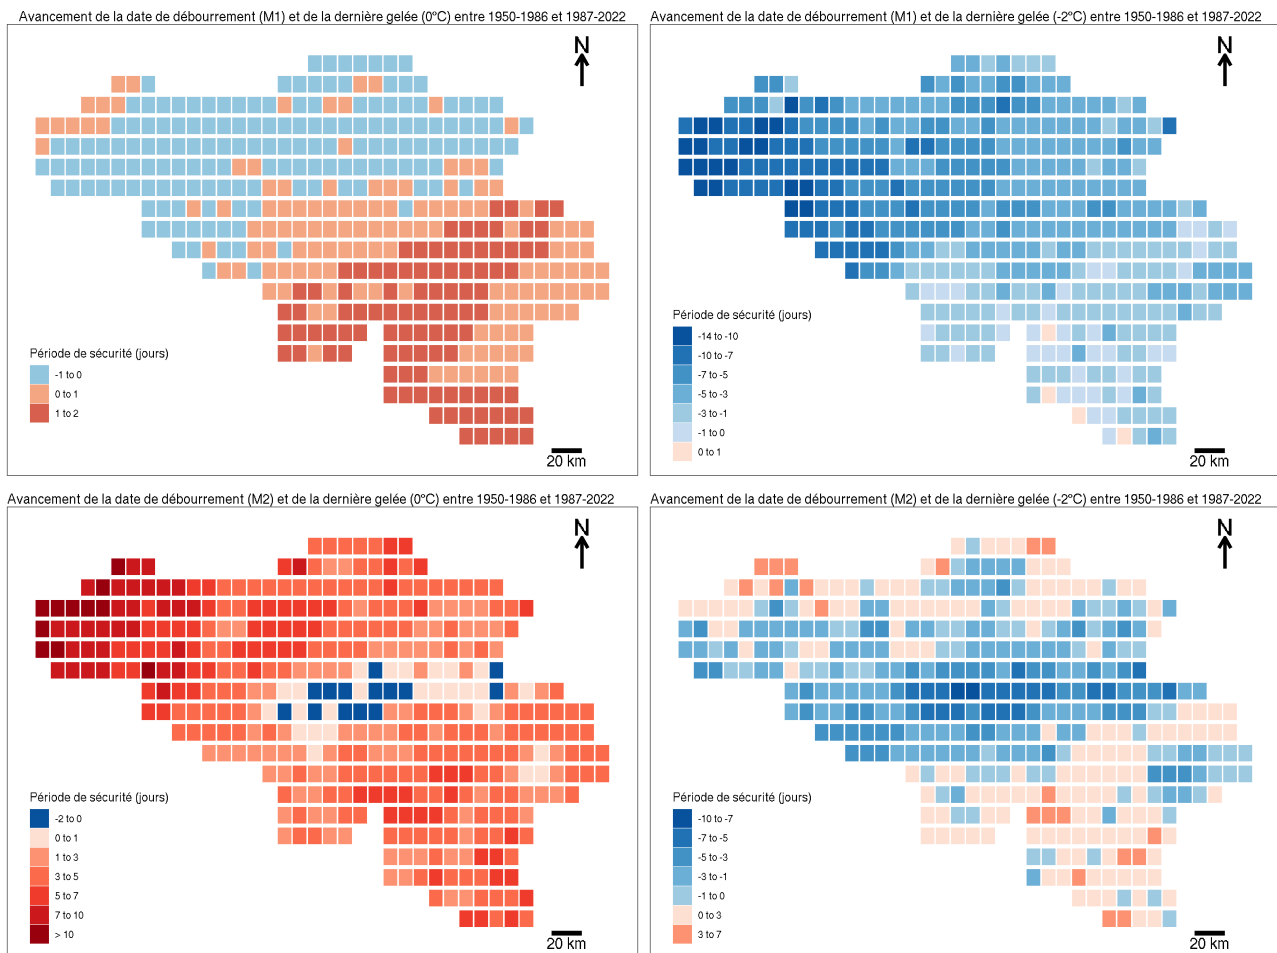 Avancement de la date de débourrement (M1) et de la dernière gelée (0°C) entre 1950-1986 et 1987-2022
N
Période de sécurité (jours)
-1 to 0
0 to 1
1 to 2
20 km
Avancement de la date de débourrement (M1) et de la dernière gelée (-2°C) entre 1950-1986 et 1987-2022
N
Période de sécurité (jours)
-14 to -10
-10 to -7
-7 to -5
-5 to -3
-3 to -1
-1 to 0
0 to 1
20 km
Avancement de la date de débourrement (M2) et de la dernière gelée (0°C) entre 1950-1986 et 1987-2022
N
Période de sécurité (jours)
-2 to 0
0 to 1
1 to 3
3 to 5
5 to 7
7 to 10
> 10
20 km
Avancement de la date de débourrement (M2) et de la dernière gelée (-2°C) entre 1950-1986 et 1987-2022
N
Période de sécurité (jours)
-10 to -7
-7 to -5
-5 to -3
-3 to -1
-1 to 0
0 to 3
3 to 7
20 km